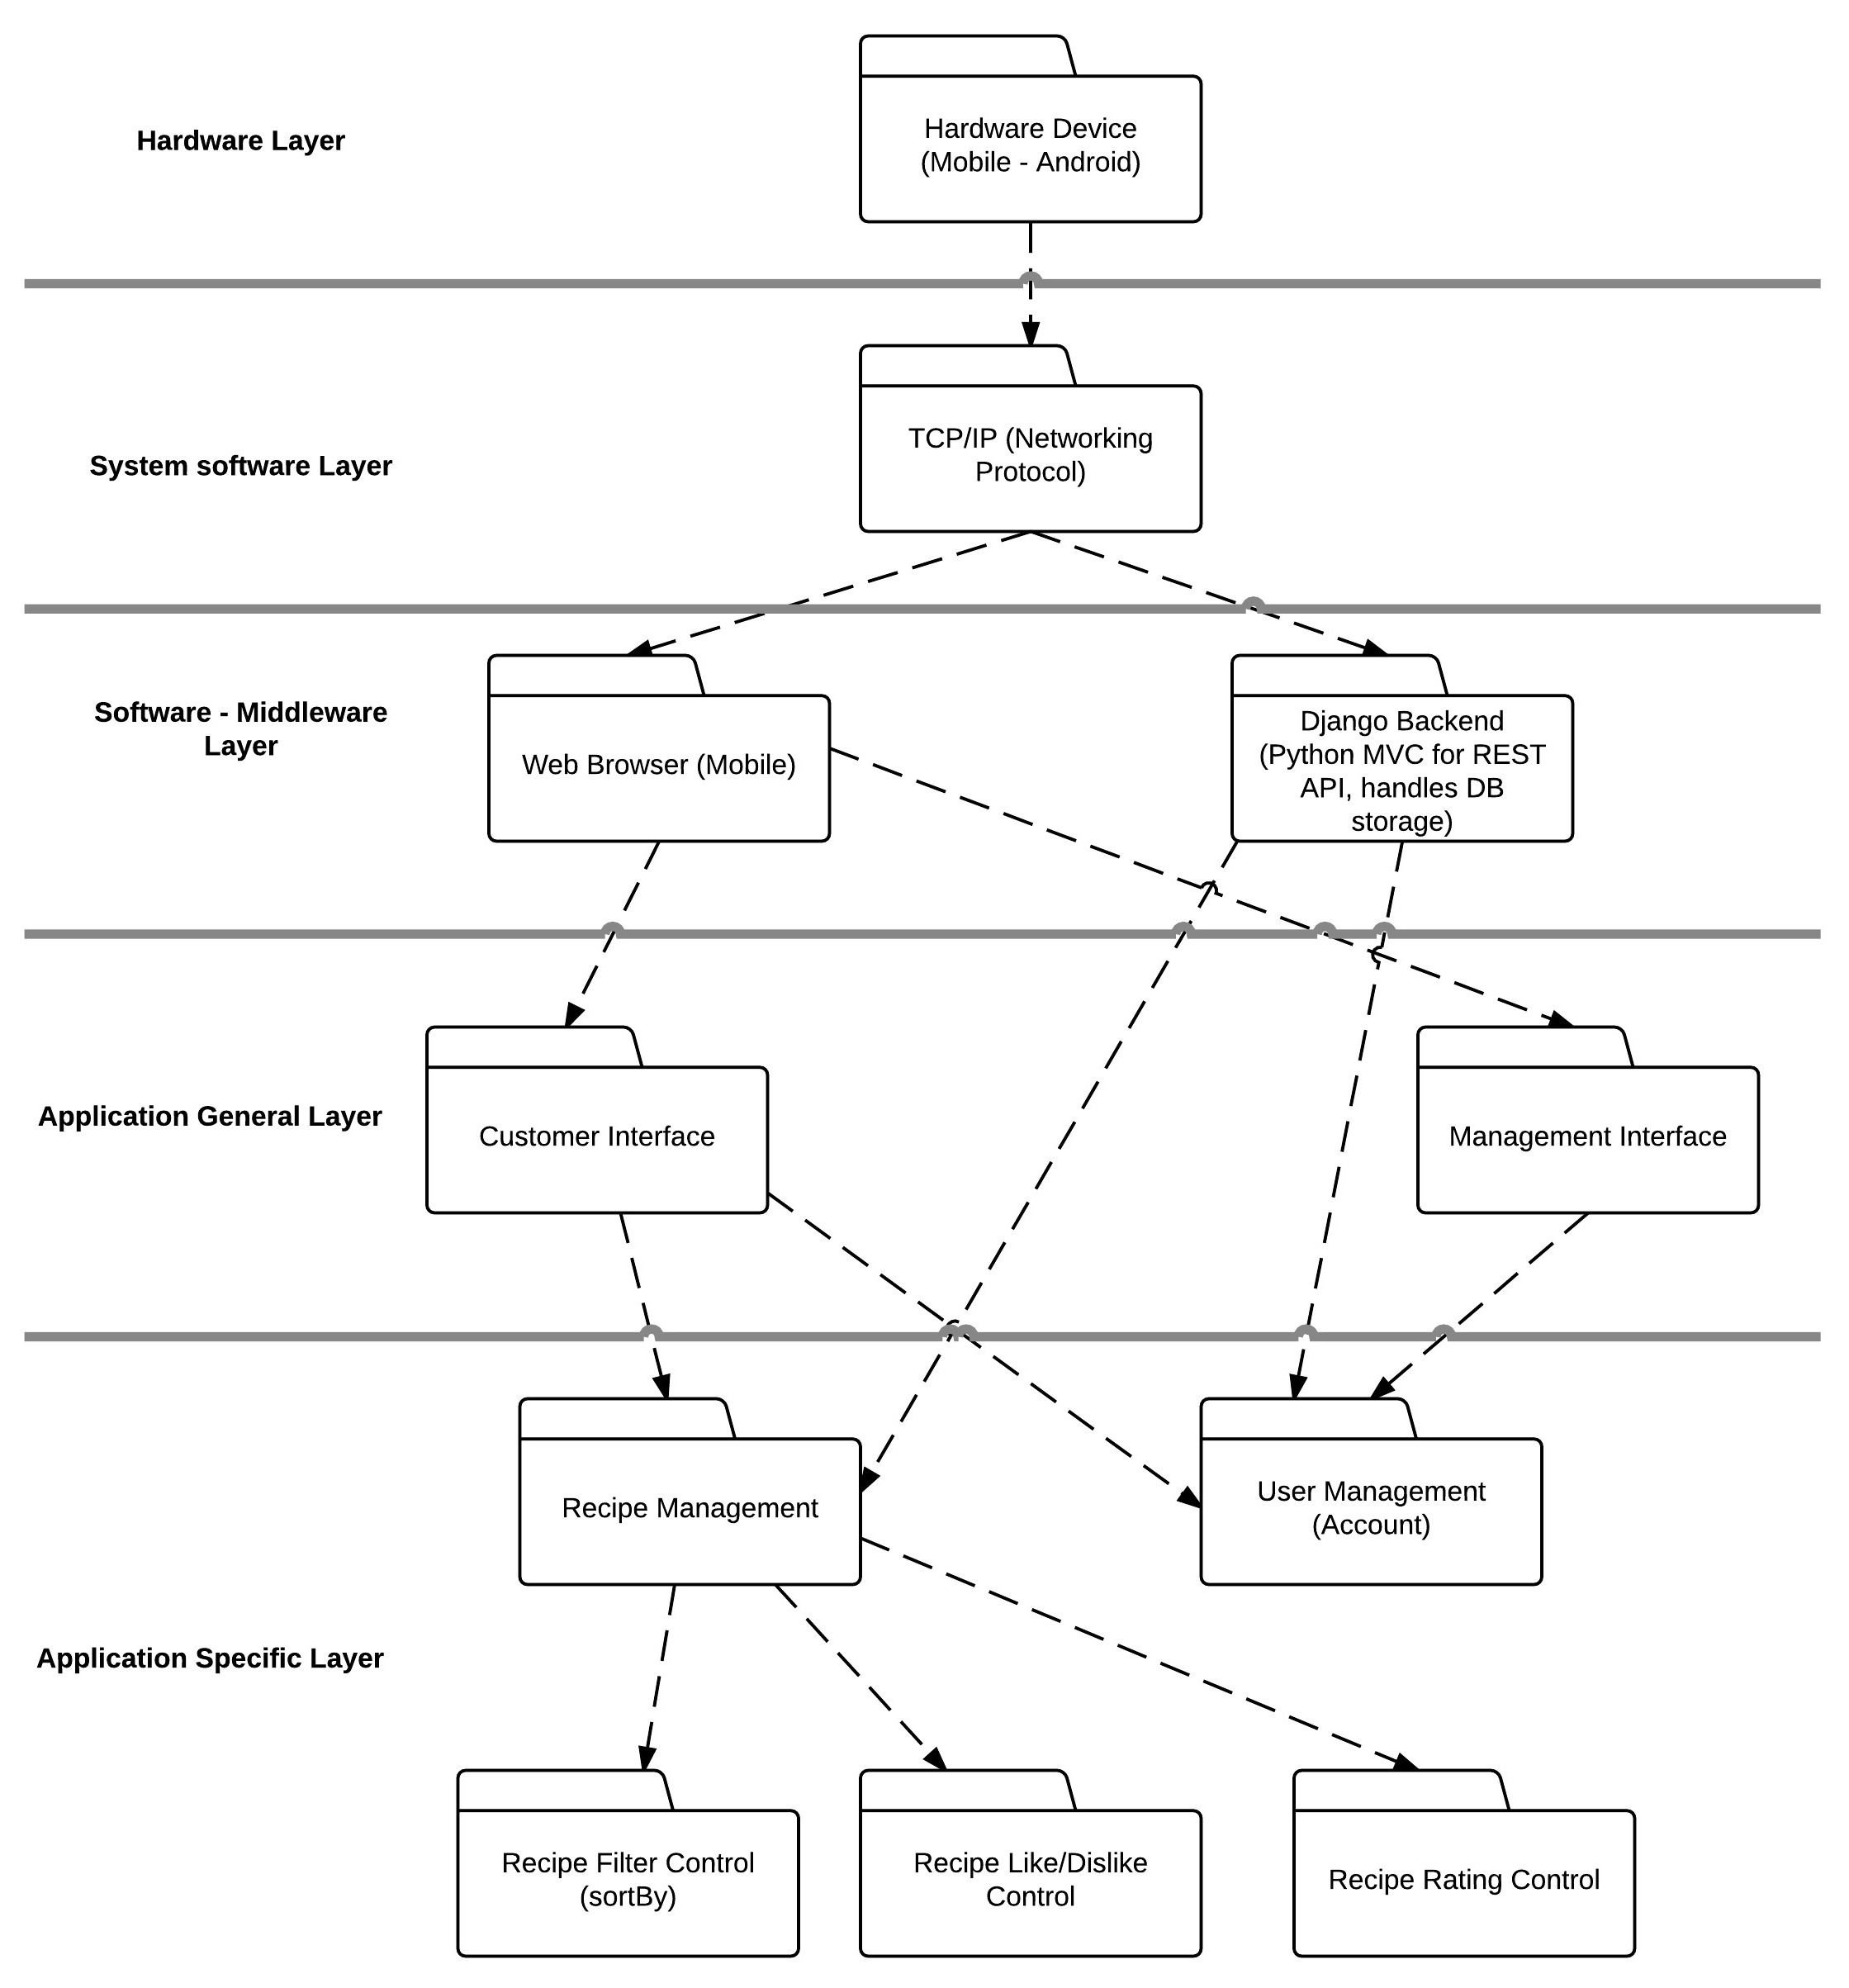 Hardware Layer
Hardware Device
(Mobile - Android)
System software Layer
TCP/IP (Networking
Protocol)
Software - Middleware
Layer
Web Browser (Mobile)
Django Backend
(Python MVC for REST
API, handles DB
storage)
Application General Layer
Customer Interface
Management Interface
Recipe Management
User Management
(Account)
Application Specific Layer
Recipe Filter Control
(sortBy)
Recipe Like/Dislike
Control
Recipe Rating Control